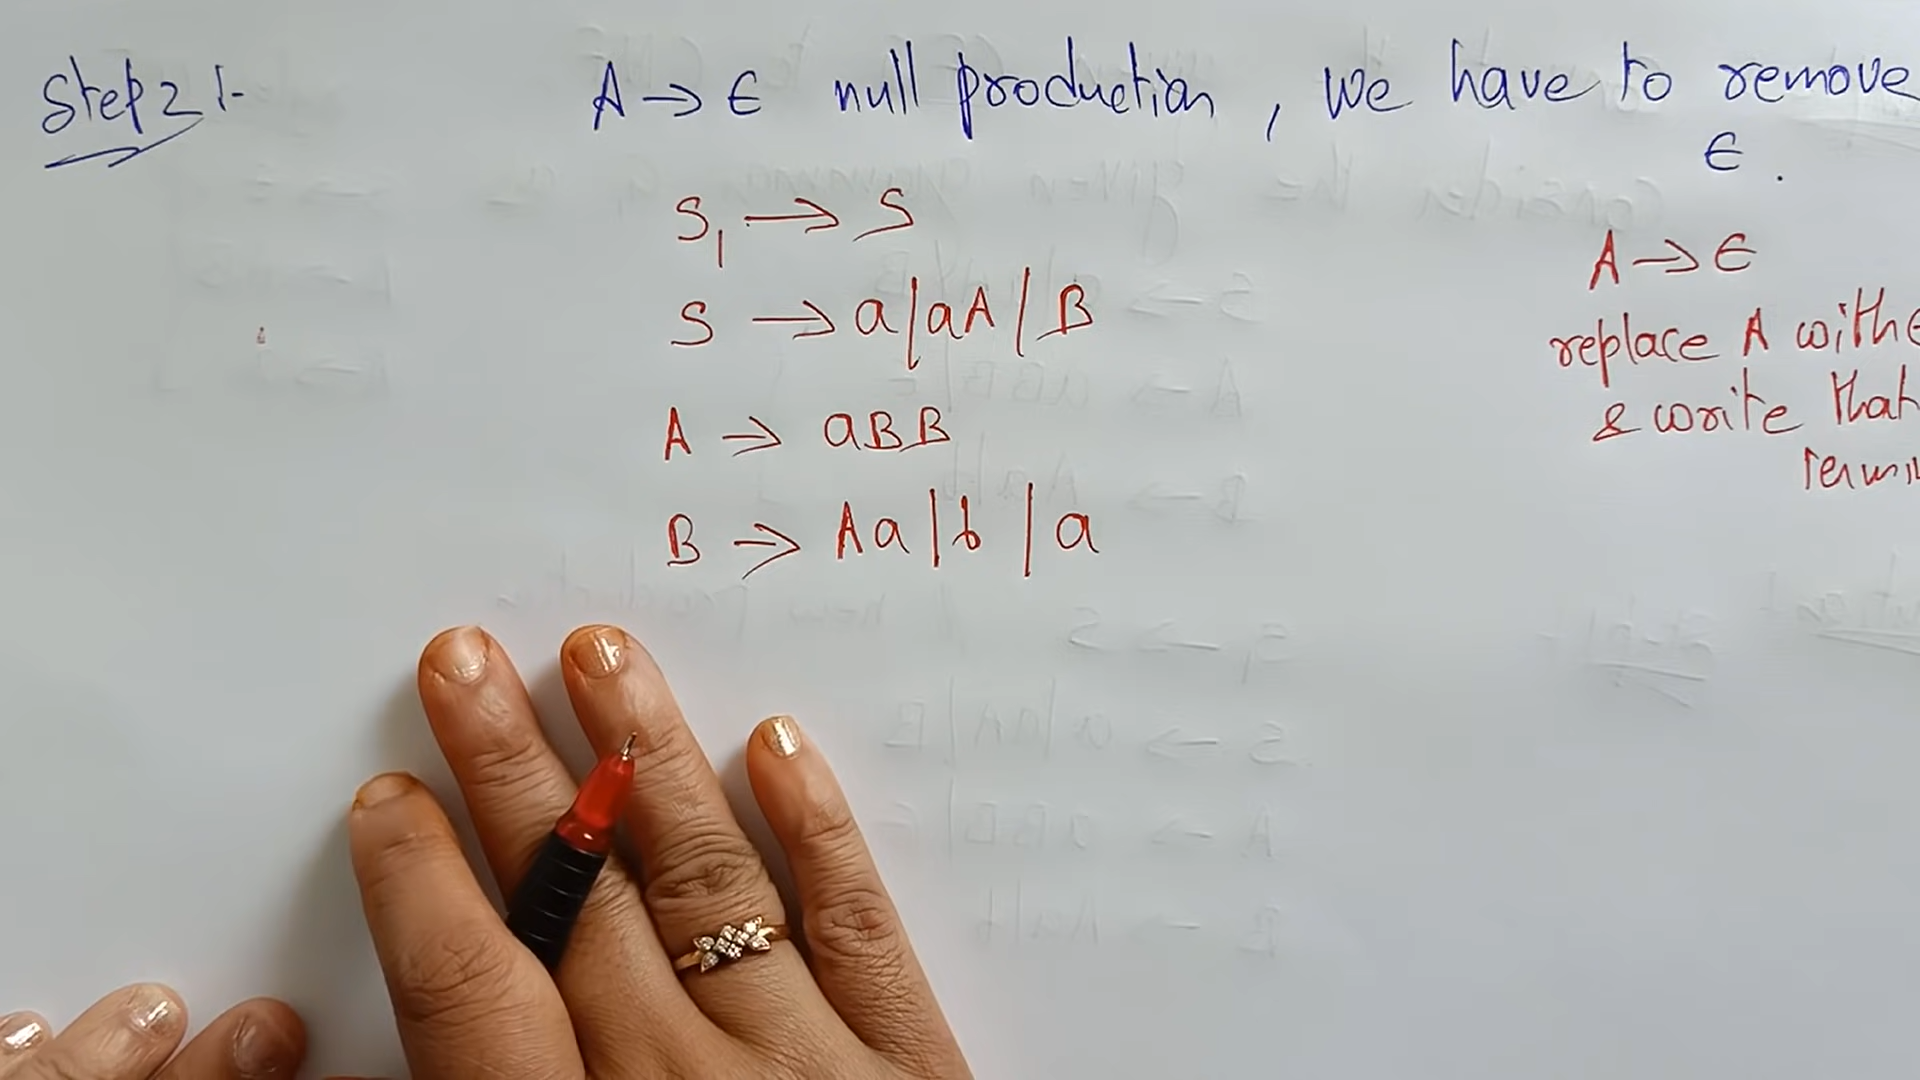 Step 2 :-
A → ϵ null production, We have to remove
ϵ.
S₁ → S
S → a/aA/B
A → aBB
B → Aa|b|a
A → ϵ
replace A with ϵ
& write that